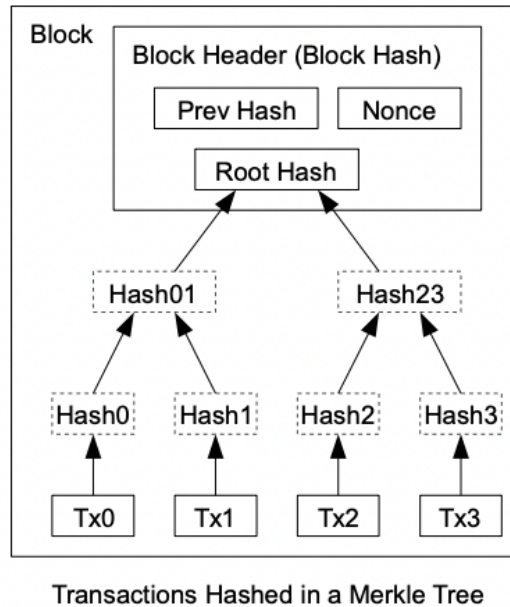 Block
Block Header (Block Hash)
Prev Hash
Nonce
Root Hash
Hash01
Hash23
Hash0
Hash1
Hash2
Hash3
Tx0
Tx1
Tx2
Tx3
Transactions Hashed in a Merkle Tree